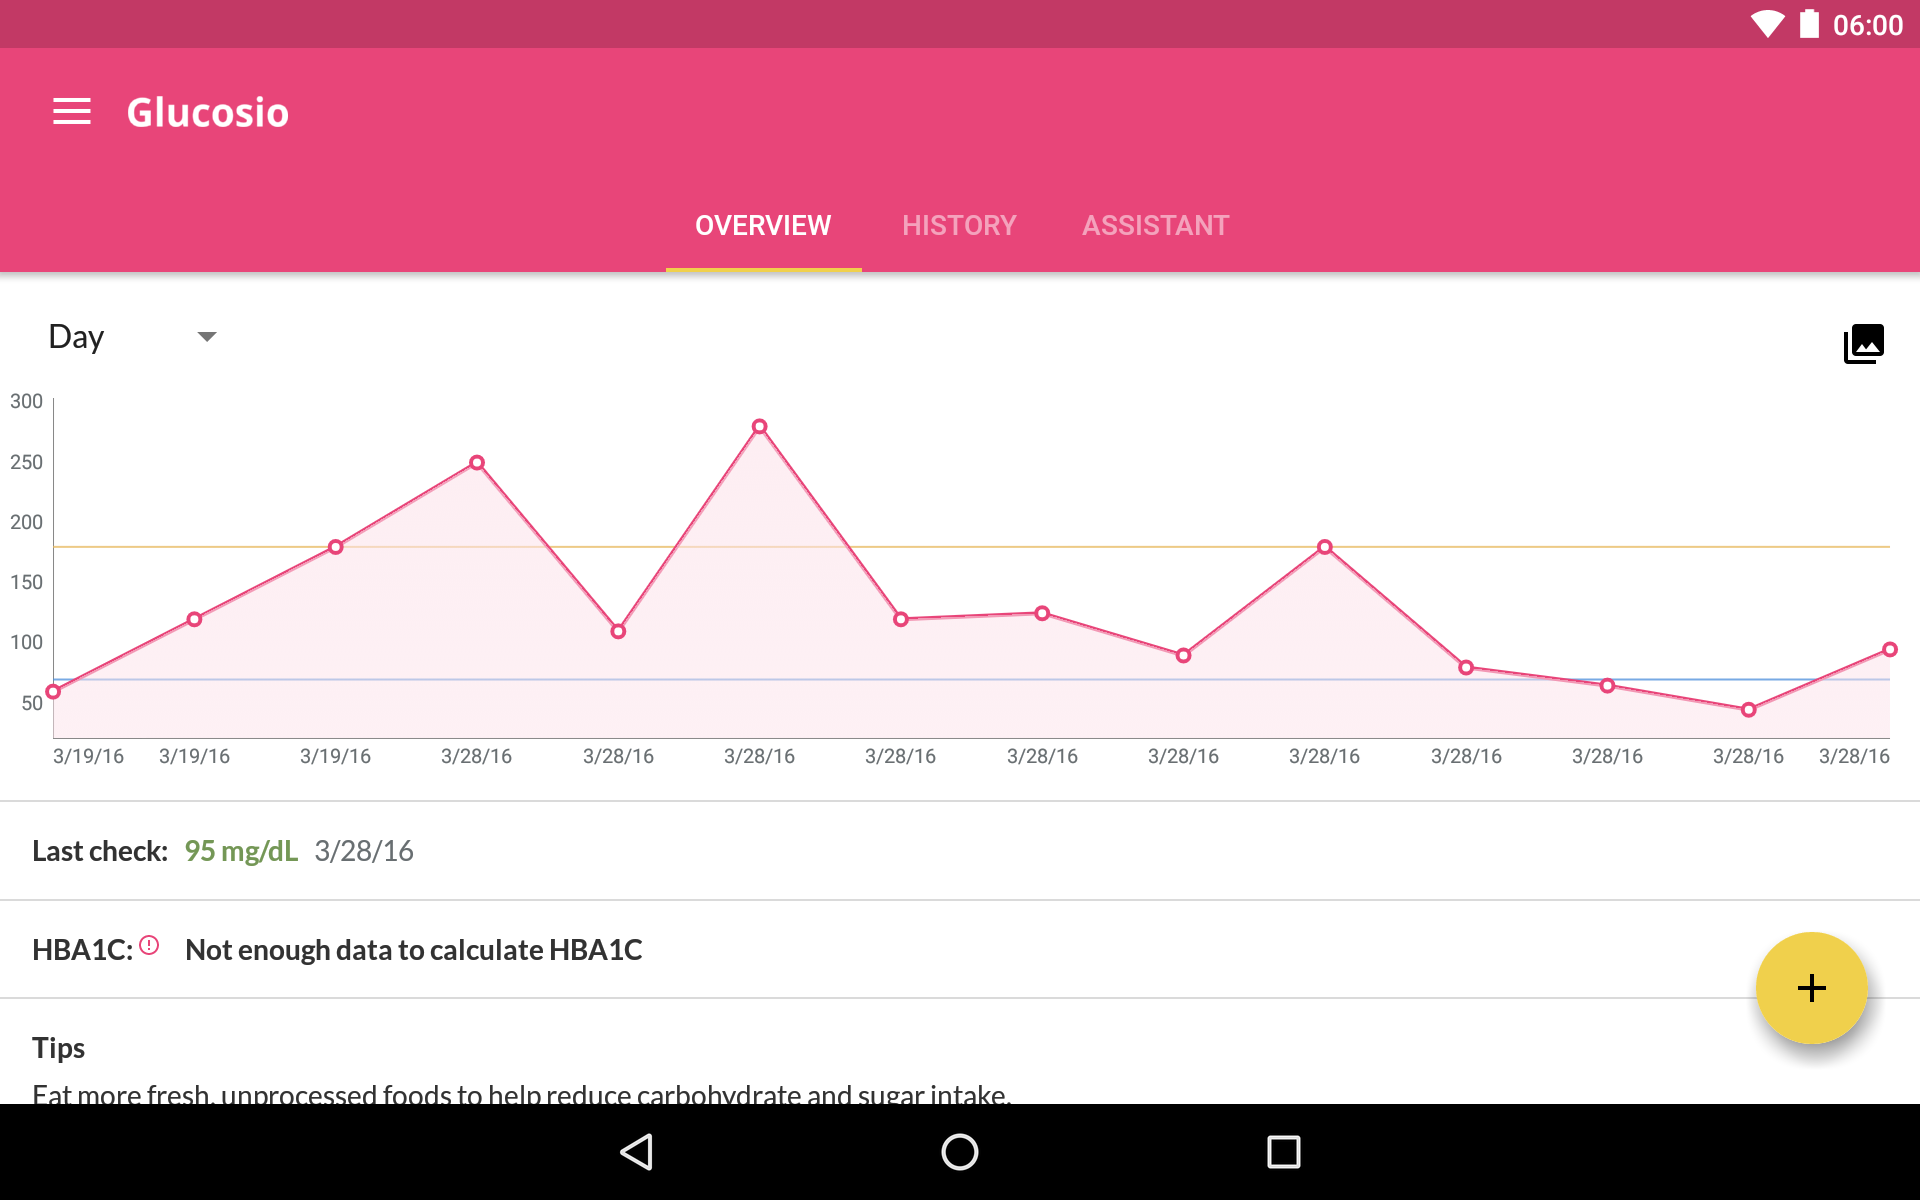 06:00
Glucosio
OVERVIEW HISTORY ASSISTANT
Day
300
250
200
150
100
50
3/19/16 3/19/16 3/19/16 3/28/16 3/28/16 3/28/16 3/28/16 3/28/16 3/28/16 3/28/16 3/28/16 3/28/16 3/28/16 3/28/16
Last check: 95 mg/dL 3/28/16
HBA1C: Not enough data to calculate HBA1C
Tips
Eat more fresh, unprocessed foods to help reduce carbohydrate and sugar intake.